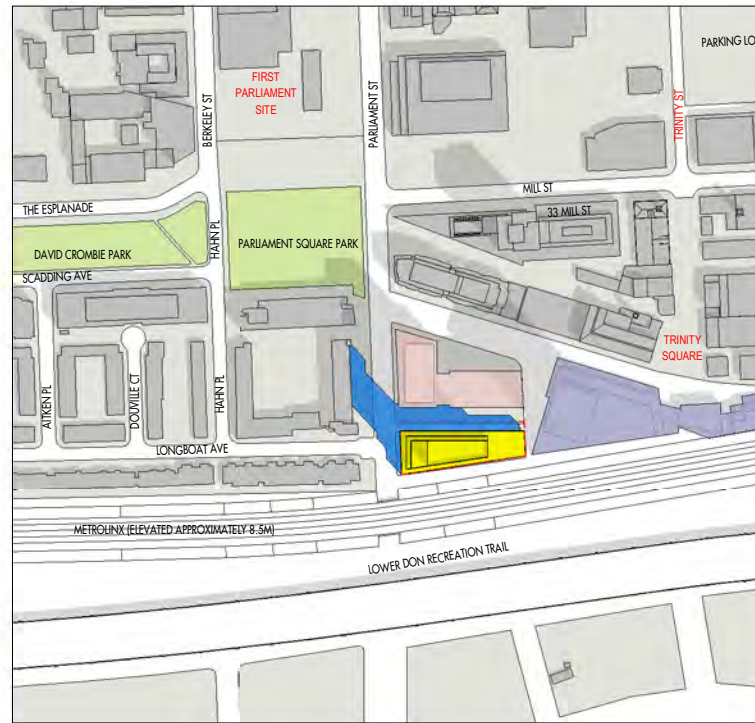 PARKING LO
FIRST
PARLIAMENT
SITE
BERKELEY ST
PARLIAMENT ST
TRINITY ST
MILL ST
THE ESPLANADE
33 MILL ST
DAVID CROMBIE PARK
HAHN PL
PARLIAMENT SQUARE PARK
SCADDING AVE
TRINITY
SQUARE
AITKEN PL
DOUVILLE CT
HAHN PL
LONGBOAT AVE
METROLINX (ELEVATED APPROXIMATELY 8.5M)
LOWER DON RECREATION TRAIL